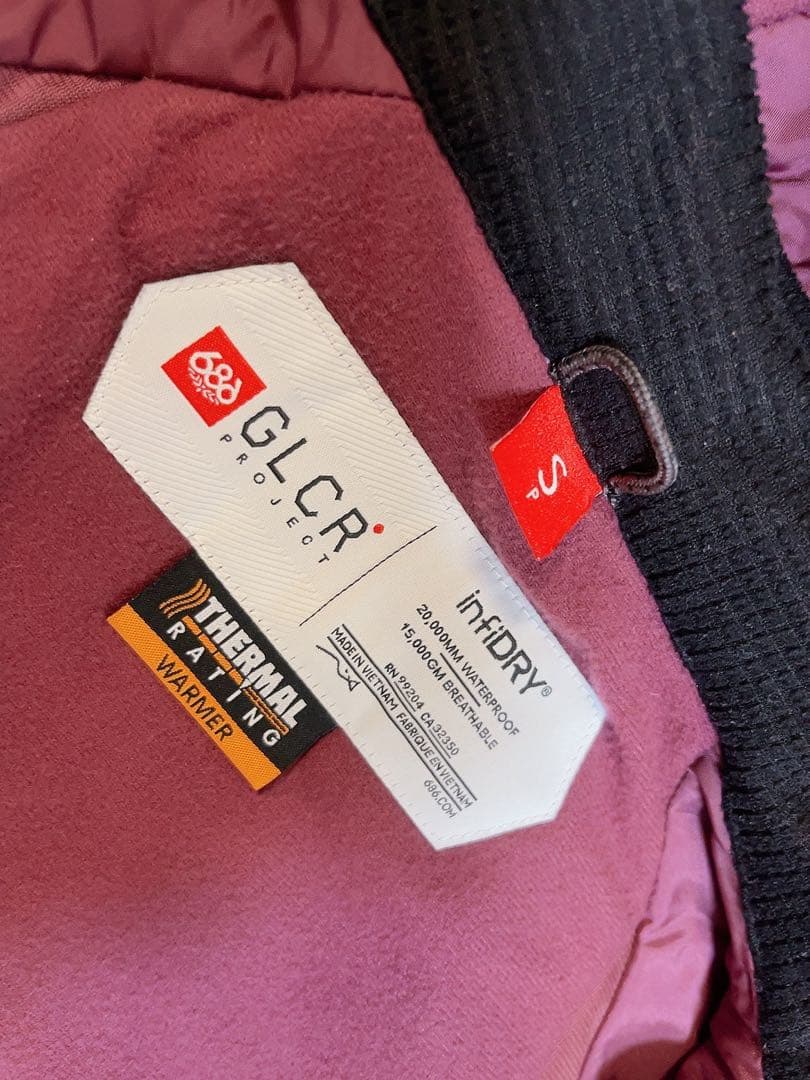 686
GLCR
PROJECT
infiDRY®
20,000MM WATERPROOF
15,000GM BREATHABLE
RN 99204 CA 32350
MADE IN VIETNAM FABRIQUE EN VIETNAM
686.COM
S
P
THERMAL
RATING
WARMER